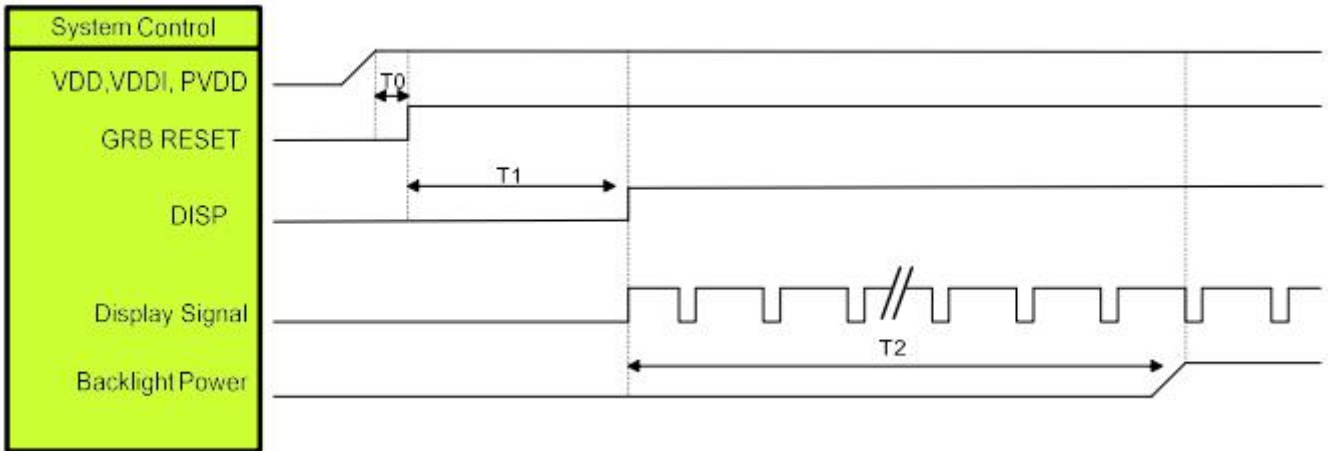 System Control
VDD,VDDI, PVDD
T0
GRB RESET
T1
DISP
Display Signal
T2
Backlight Power